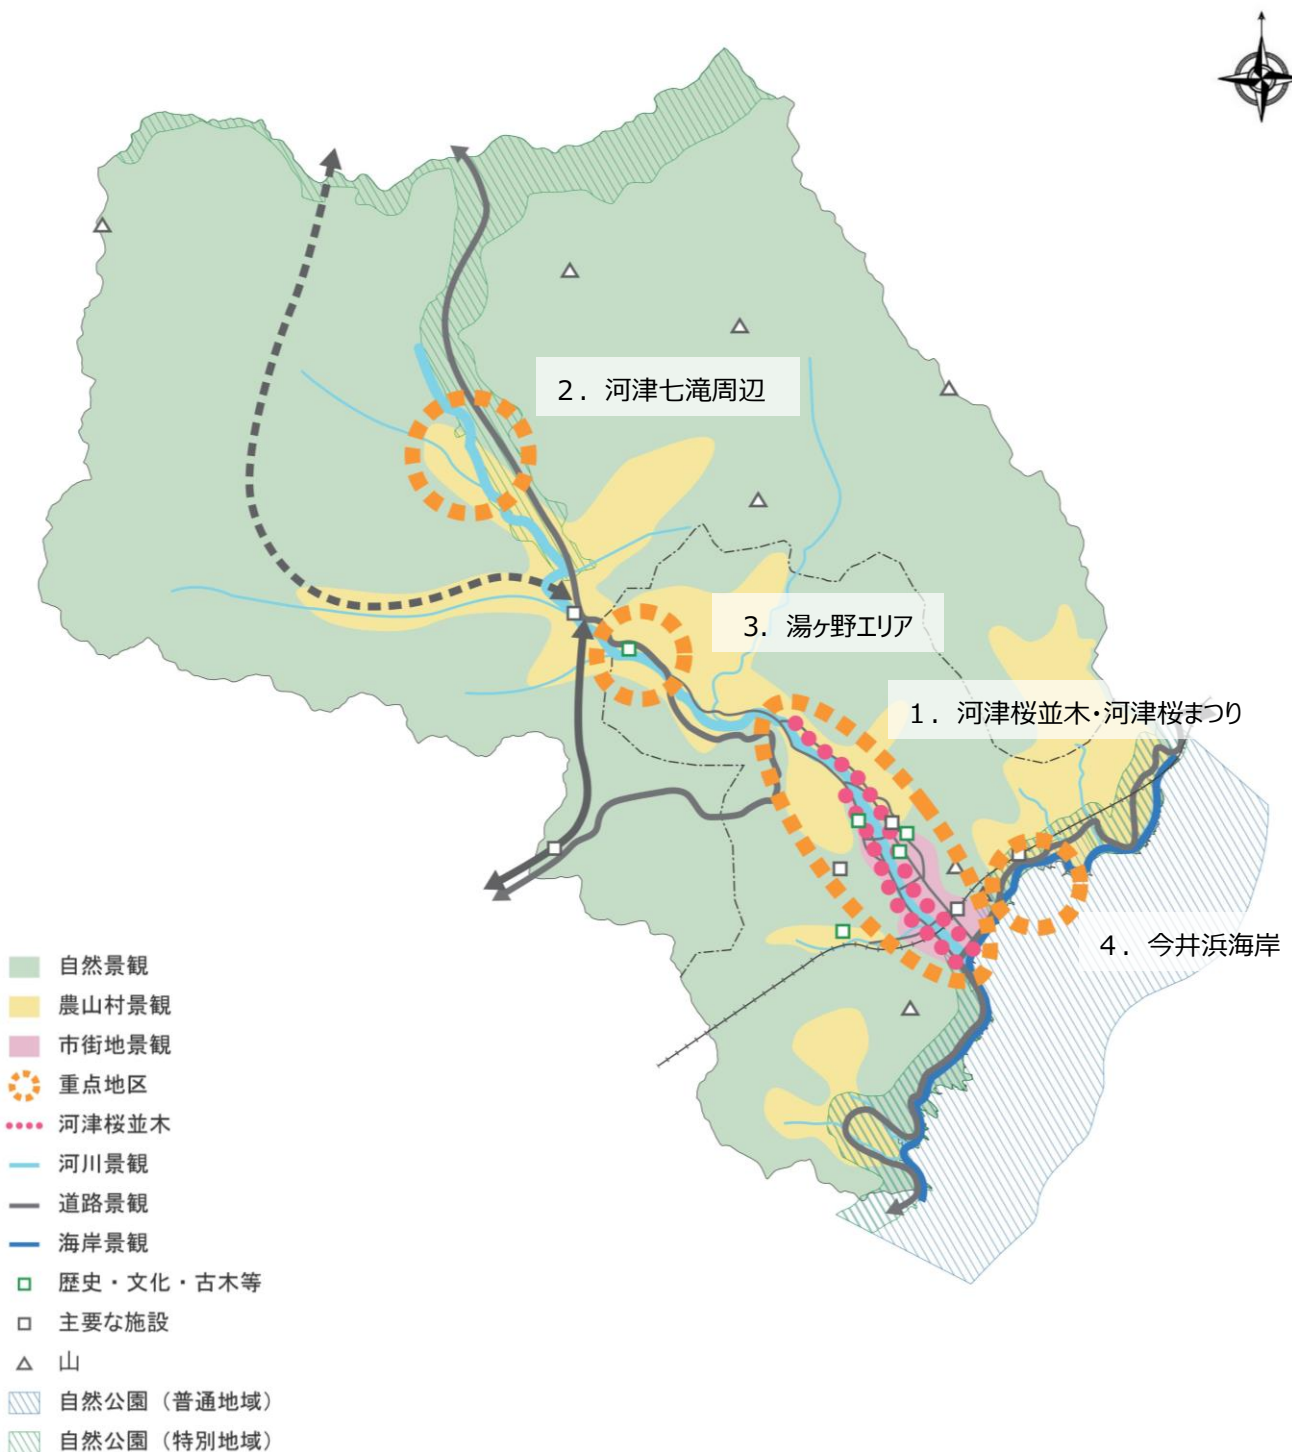 2. 河津七滝周辺
3. 湯ヶ野エリア
1. 河津桜並木・河津桜まつり
4. 今井浜海岸
自然景観
農山村景観
市街地景観
重点地区
河津桜並木
河川景観
道路景観
海岸景観
歴史・文化・古木等
主要な施設
山
自然公園（普通地域）
自然公園（特別地域）